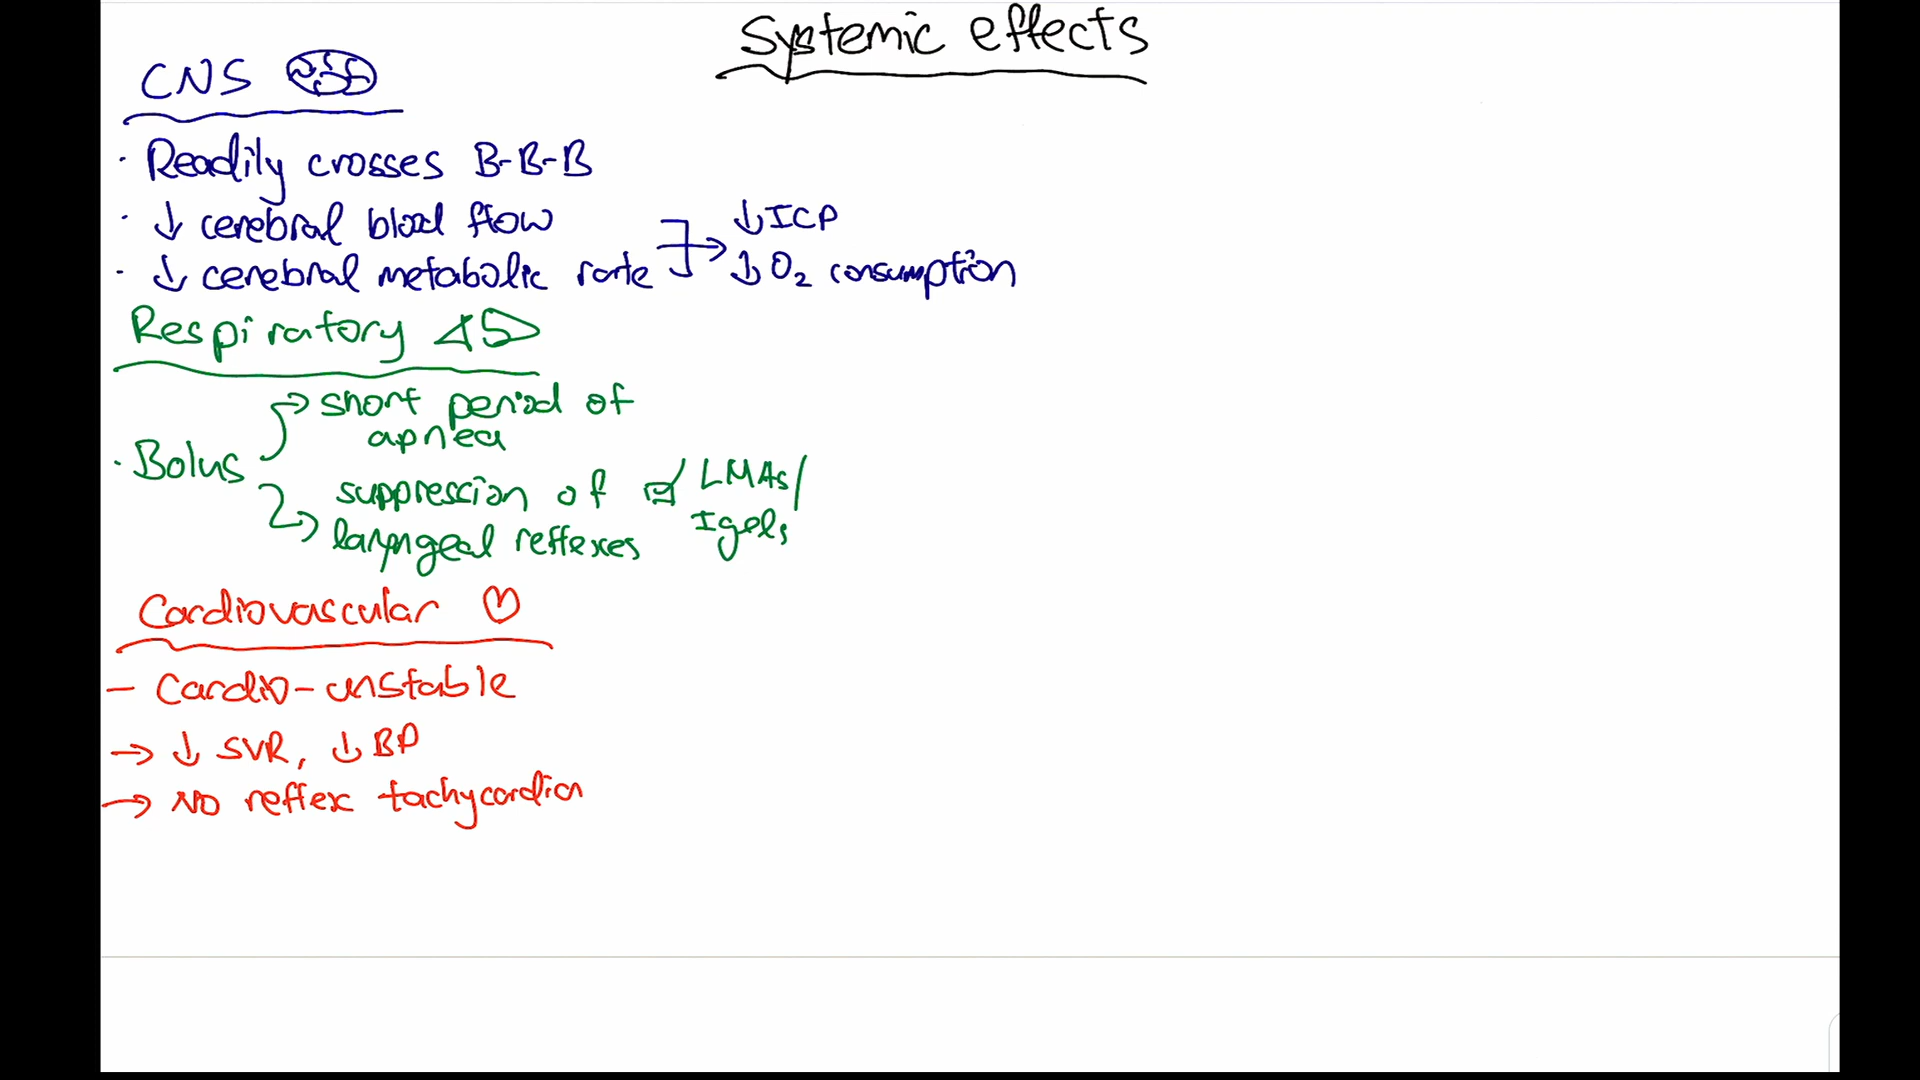 Systemic effects
CNS
· Readily crosses B-B-B
· ↓ cerebral blood flow
· ↓ cerebral metabolic rate
→ ↓ ICP
↓ O₂ consumption
Respiratory
· Bolus
→ short period of
apnea
→ suppression of
laryngeal reflexes
☑ LMAs/
Igels
Cardiovascular ♡
- Cardio-unstable
→ ↓ SVR, ↓ BP
→ No reflex tachycardia